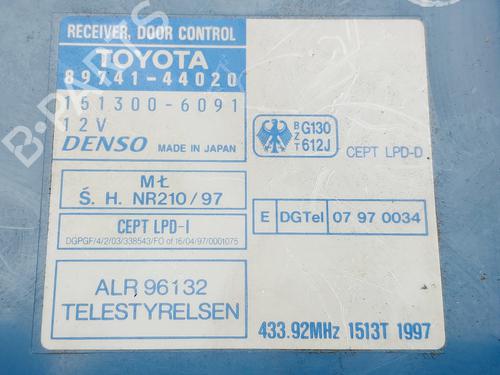 RECEIVER, DOOR CONTROL
TOYOTA
89741-44020
151300-6091
12V
DENSO MADE IN JAPAN
BZT G130 612J CEPT LPD-D
MŁ
Ś. H. NR210/97
CEPT LPD-I
DGPGF/4/2/03/338543/FO of 16/04/97/0001075
E DGTel 07 97 0034
ALR 96132
TELESTYRELSEN
433.92MHz 1513T 1997
B-PARTS